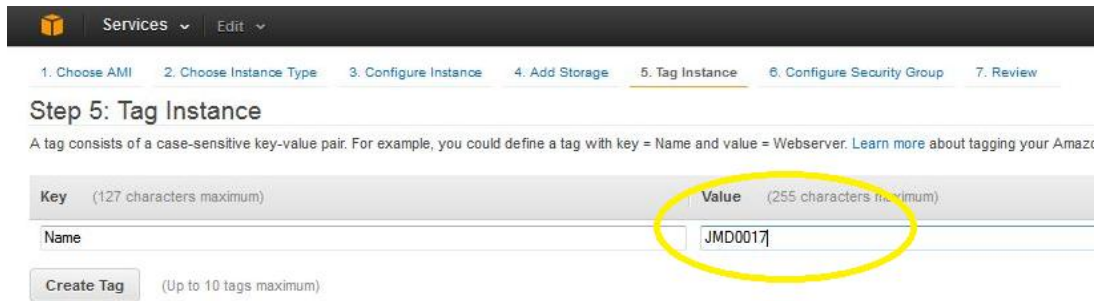 Services Edit
1. Choose AMI 2. Choose Instance Type 3. Configure Instance 4. Add Storage 5. Tag Instance 6. Configure Security Group 7. Review
Step 5: Tag Instance
A tag consists of a case-sensitive key-value pair. For example, you could define a tag with key = Name and value = Webserver. Learn more about tagging your Amazo
Key (127 characters maximum) Value (255 characters maximum)
Name JMD0017
Create Tag (Up to 10 tags maximum)